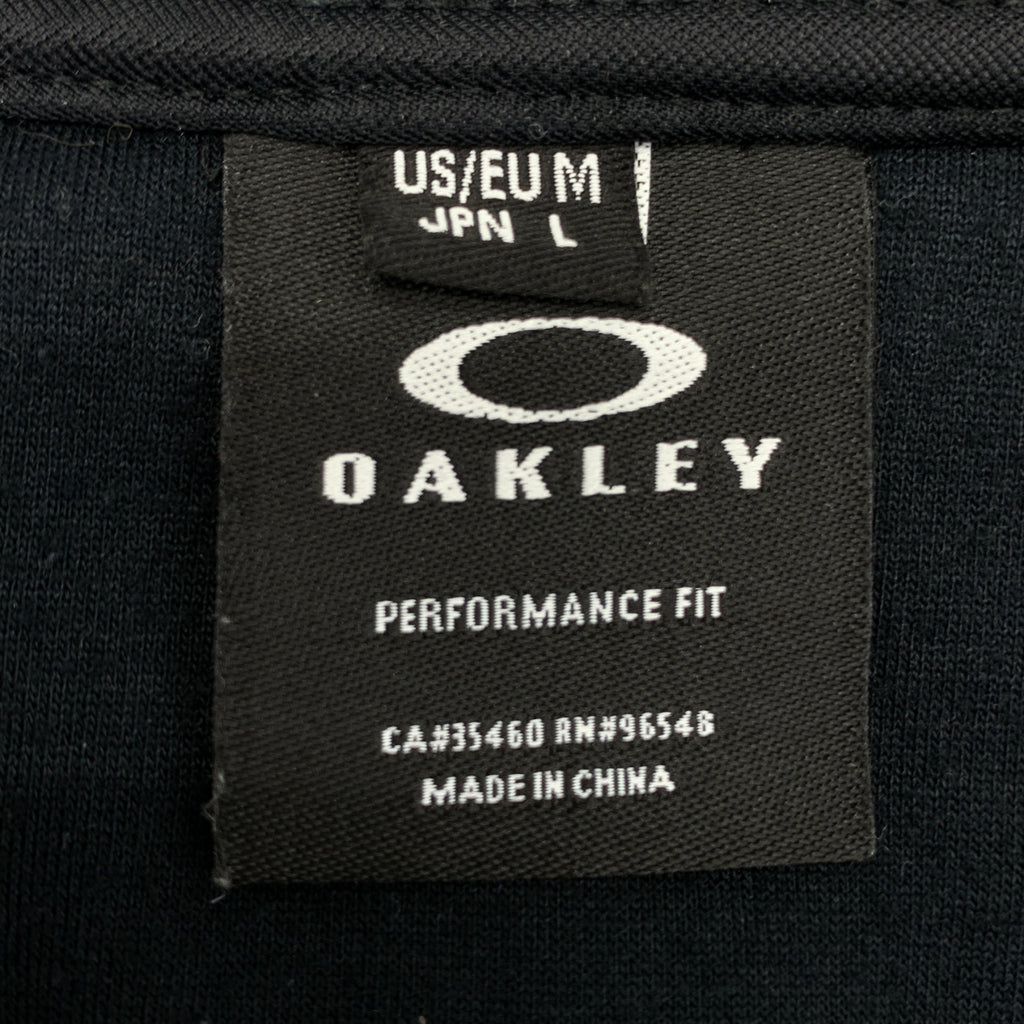 US/EU M
JPN L
OAKLEY
PERFORMANCE FIT
CA#35460 RN#96548
MADE IN CHINA